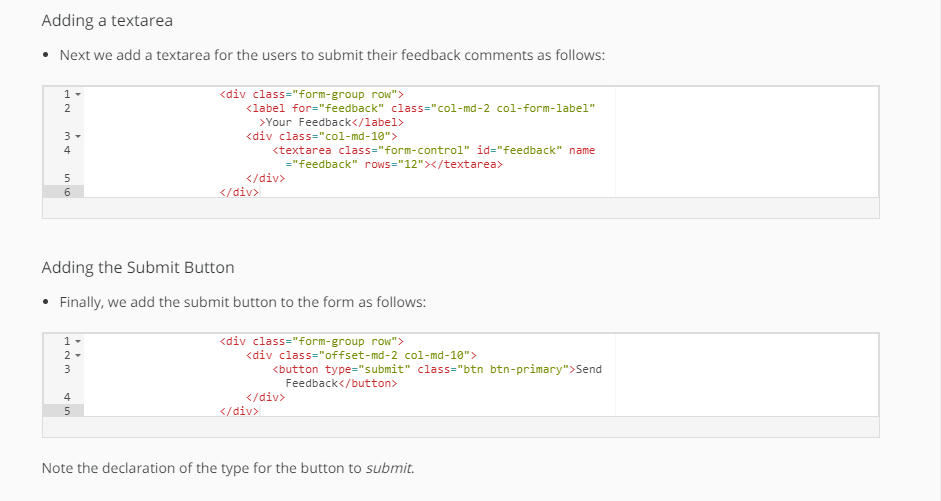 Adding a textarea
• Next we add a textarea for the users to submit their feedback comments as follows:
1 <div class="form-group row">
2 <label for="feedback" class="col-md-2 col-form-label"
>Your Feedback</label>
3 <div class="col-md-10">
4 <textarea class="form-control" id="feedback" name
="feedback" rows="12"></textarea>
5 </div>
6 </div>
Adding the Submit Button
• Finally, we add the submit button to the form as follows:
1 <div class="form-group row">
2 <div class="offset-md-2 col-md-10">
3 <button type="submit" class="btn btn-primary">Send
Feedback</button>
4 </div>
5 </div>
Note the declaration of the type for the button to submit.